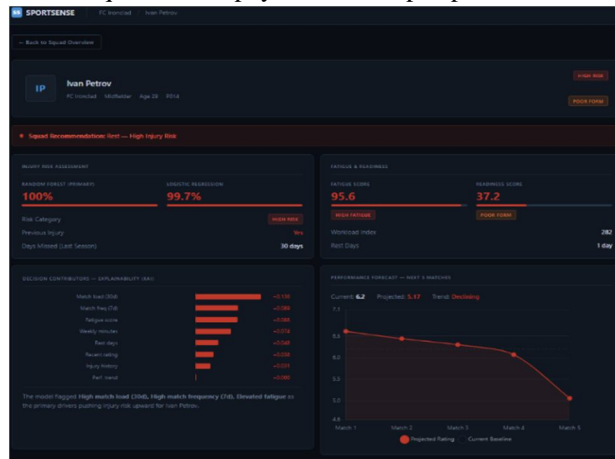 SS SPORTSENSE FC Ironclad / Ivan Petrov
← Back to Squad Overview
IP
Ivan Petrov
FC Ironclad Midfielder Age 28
HIGH RISK
POOR FORM
Squad Recommendation: Rest — High Injury Risk
INJURY RISK ASSESSMENT
RANDOM FOREST (PRIMARY) LOGISTIC REGRESSION
100% 99.7%
Risk Category HIGH RISK
Previous Injury Yes
Days Missed (Last Season) 30 days
FATIGUE & READINESS
FATIGUE SCORE READINESS SCORE
95.6 37.2
HIGH FATIGUE POOR FORM
Workload Index 282
Rest Days 1 day
DECISION CONTRIBUTORS — EXPLAINABILITY (XAI)
Match load (30d)
Match freq (7d)
Fatigue score
Weekly minutes
Rest days
Recent rating
Injury history
Perf. trend
The model flagged High match load (30d), High match frequency (7d), Elevated fatigue as
the primary drivers pushing injury risk upward for Ivan Petrov.
PERFORMANCE FORECAST — NEXT 5 MATCHES
Current: 6.2 Projected: 5.17 Trend: Declining
Match 1 Match 2 Match 3 Match 4 Match 5
Projected Rating Current Baseline